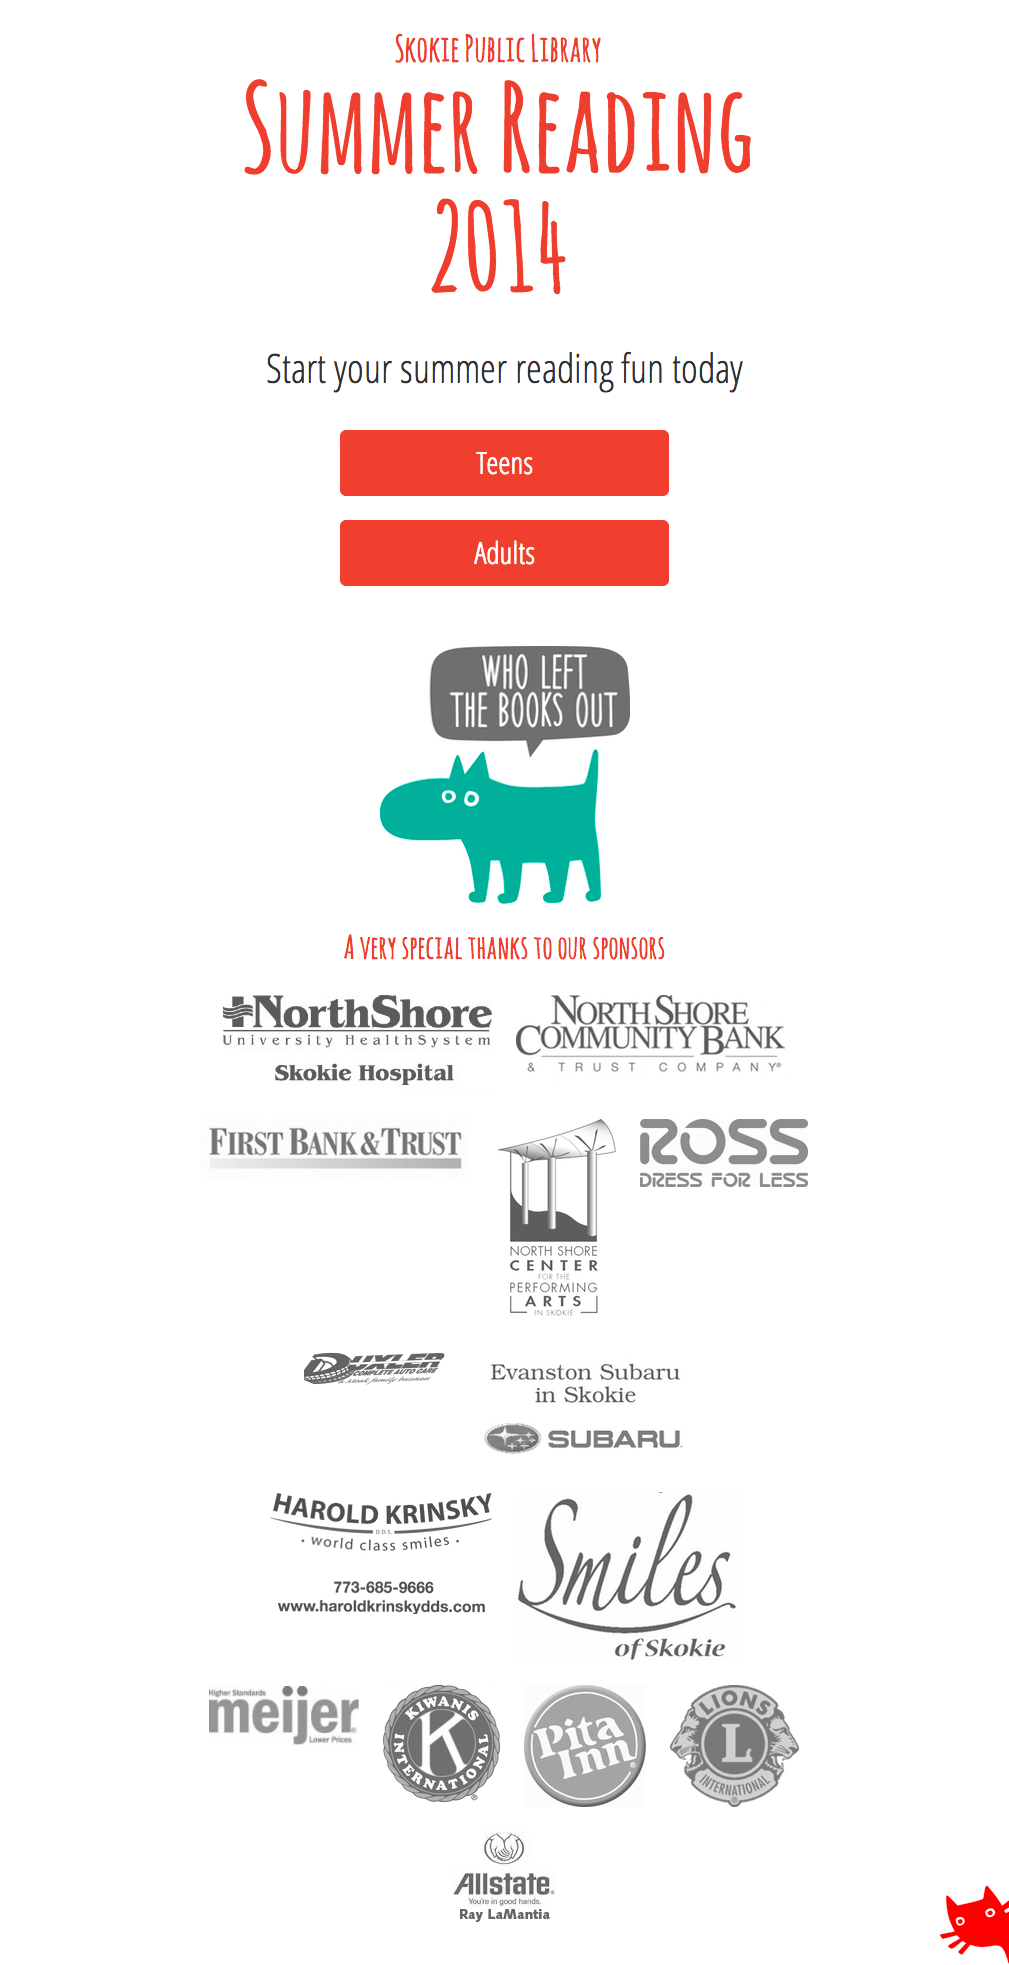 Skokie Public Library
Summer Reading
2014
Start your summer reading fun today
Teens
Adults
WHO LEFT
THE BOOKS OUT
A very special thanks to our sponsors
NorthShore
University HealthSystem
Skokie Hospital
North Shore
Community Bank
& TRUST COMPANY®
First Bank & Trust
NORTH SHORE
CENTER
FOR THE
PERFORMING
ARTS
IN SKOKIE
ROSS
DRESS FOR LESS
DUXLER
COMPLETE AUTO CARE
a Moak family business
Evanston Subaru
in Skokie
SUBARU
HAROLD KRINSKY
D.D.S.
• world class smiles •
773-685-9666
www.haroldkrinskydds.com
Smiles
of Skokie
Higher Standards
meijer
Lower Prices
KIWANIS
K
INTERNATIONAL
®
Pita
Inn®
LIONS
L
INTERNATIONAL
®
Allstate®
You're in good hands.
Ray LaMantia